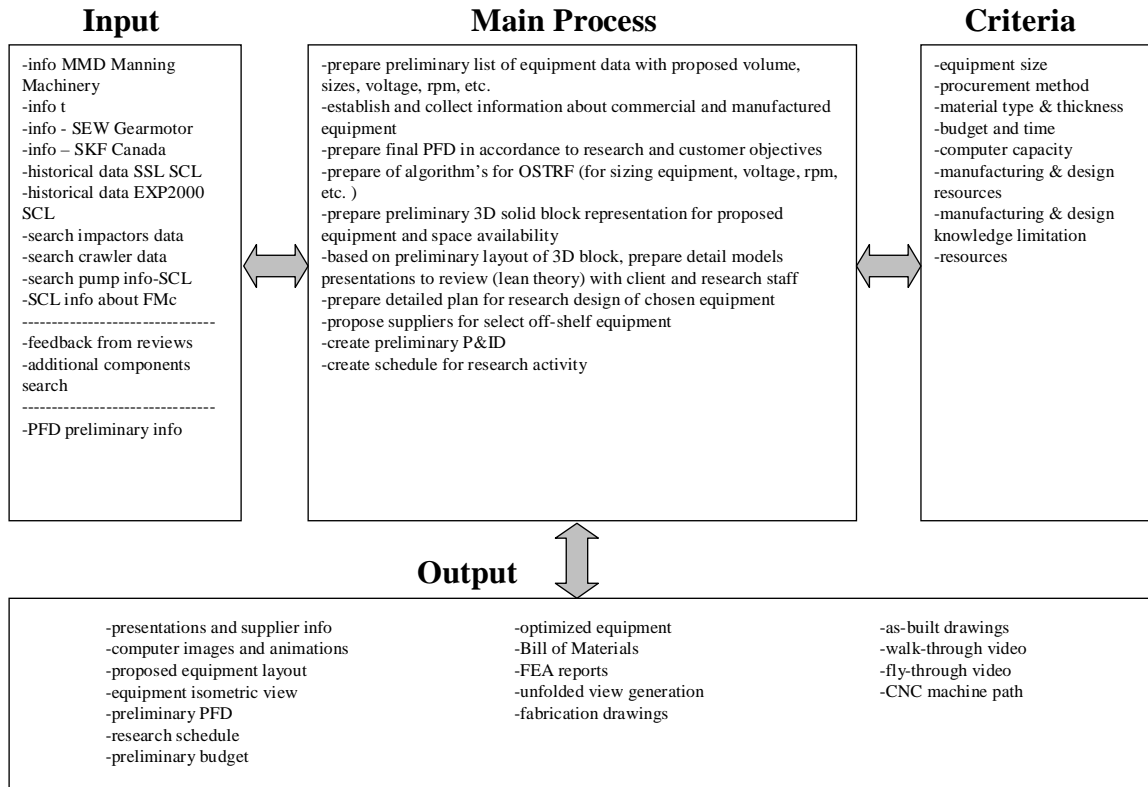 Input
-info MMD Manning
Machinery
-info t
-info - SEW Gearmotor
-info – SKF Canada
-historical data SSL SCL
-historical data EXP2000
SCL
-search impactors data
-search crawler data
-search pump info-SCL
-SCL info about FMc
--------------------------------
-feedback from reviews
-additional components
search
--------------------------------
-PFD preliminary info
Main Process
-prepare preliminary list of equipment data with proposed volume,
sizes, voltage, rpm, etc.
-establish and collect information about commercial and manufactured
equipment
-prepare final PFD in accordance to research and customer objectives
-prepare of algorithm's for OSTRF (for sizing equipment, voltage, rpm,
etc. )
-prepare preliminary 3D solid block representation for proposed
equipment and space availability
-based on preliminary layout of 3D block, prepare detail models
presentations to review (lean theory) with client and research staff
-prepare detailed plan for research design of chosen equipment
-propose suppliers for select off-shelf equipment
-create preliminary P&ID
-create schedule for research activity
Criteria
-equipment size
-procurement method
-material type & thickness
-budget and time
-computer capacity
-manufacturing & design
resources
-manufacturing & design
knowledge limitation
-resources
Output
-presentations and supplier info
-computer images and animations
-proposed equipment layout
-equipment isometric view
-preliminary PFD
-research schedule
-preliminary budget
-optimized equipment
-Bill of Materials
-FEA reports
-unfolded view generation
-fabrication drawings
-as-built drawings
-walk-through video
-fly-through video
-CNC machine path